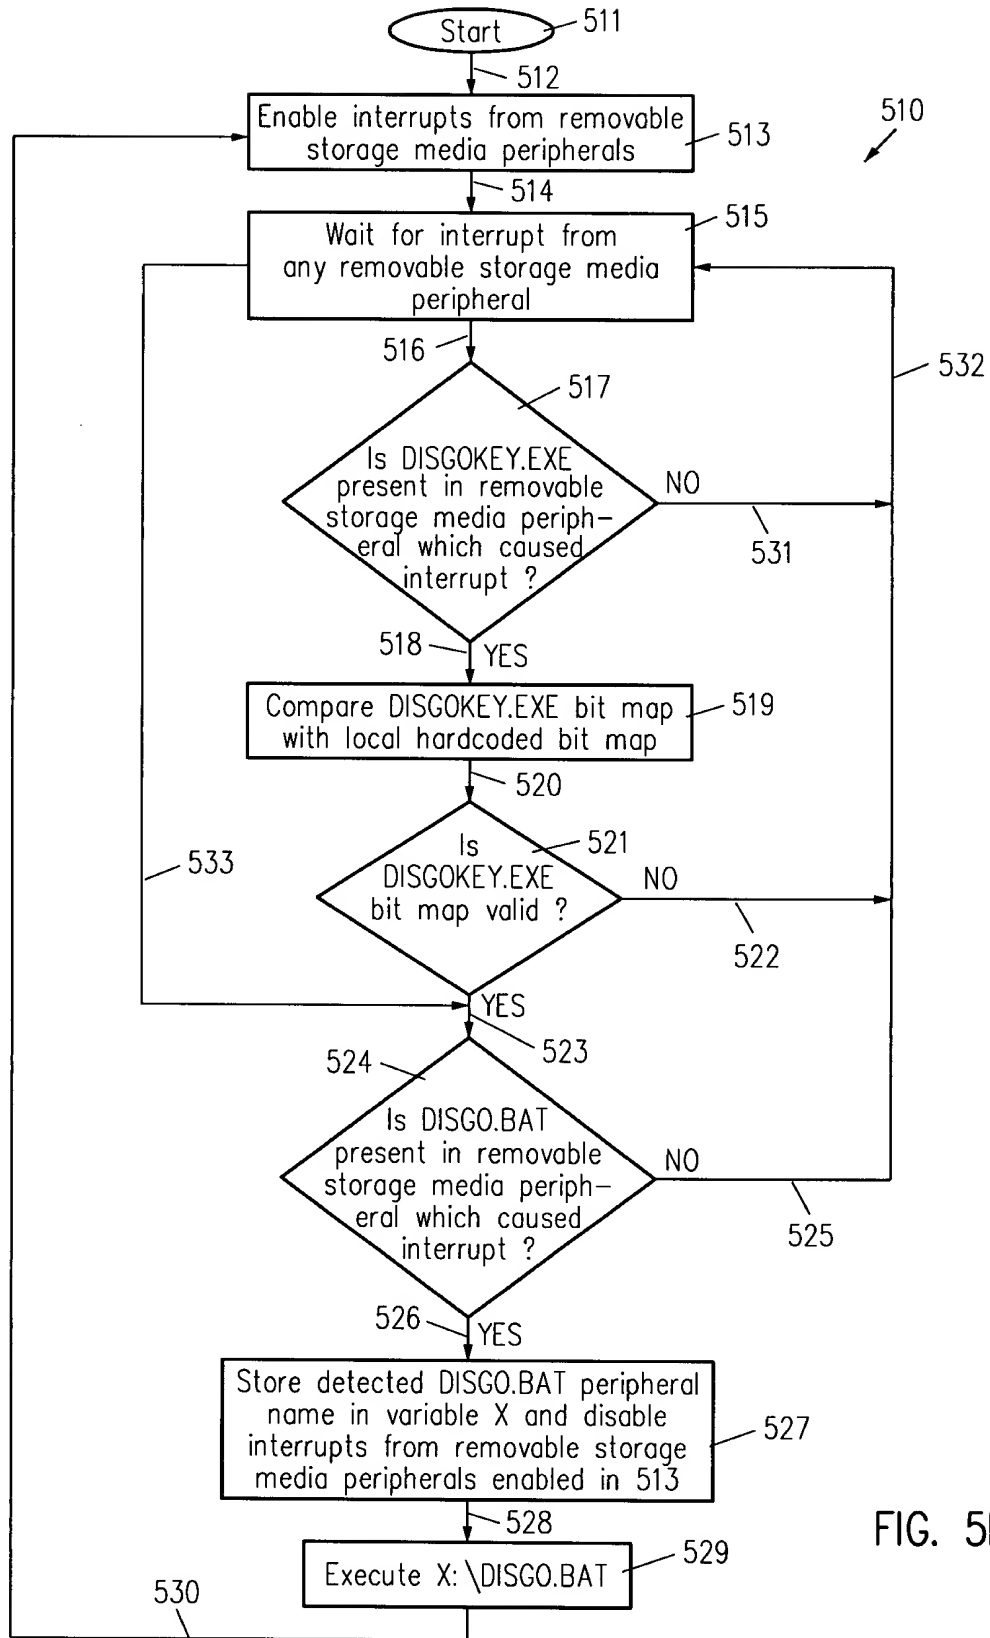 Start
511
512
Enable interrupts from removable
storage media peripherals
513
510
514
515
Wait for interrupt from
any removable storage media
peripheral
516
532
517
Is DISGOKEY.EXE
present in removable
storage media periph-
eral which caused
interrupt ?
NO
531
518
YES
Compare DISGOKEY.EXE bit map
with local hardcoded bit map
519
520
521
Is
DISGOKEY.EXE
bit map valid ?
533
NO
522
YES
523
524
Is DISGO.BAT
present in removable
storage media periph-
eral which caused
interrupt ?
NO
525
526
YES
Store detected DISGO.BAT peripheral
name in variable X and disable
interrupts from removable storage
media peripherals enabled in 513
527
528
FIG.
Execute X: \DISGO.BAT
529
530